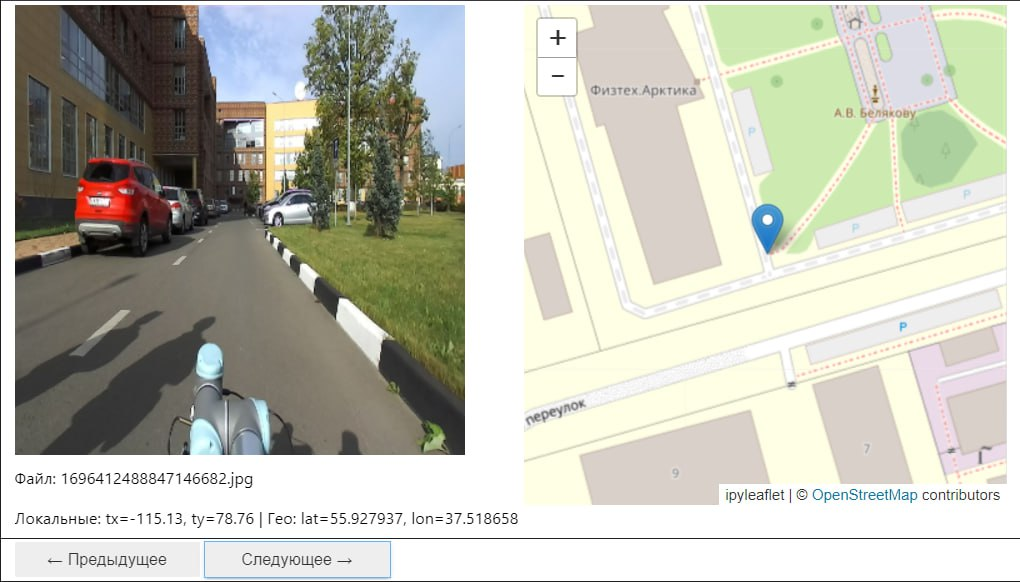 +
−
Физтех.Арктика
А.В. Белякову
P
P
P
P
переулок
9
7
ipyleaflet | © OpenStreetMap contributors
Файл: 1696412488847146682.jpg
Локальные: tx=-115.13, ty=78.76 | Гео: lat=55.927937, lon=37.518658
← Предыдущее
Следующее →